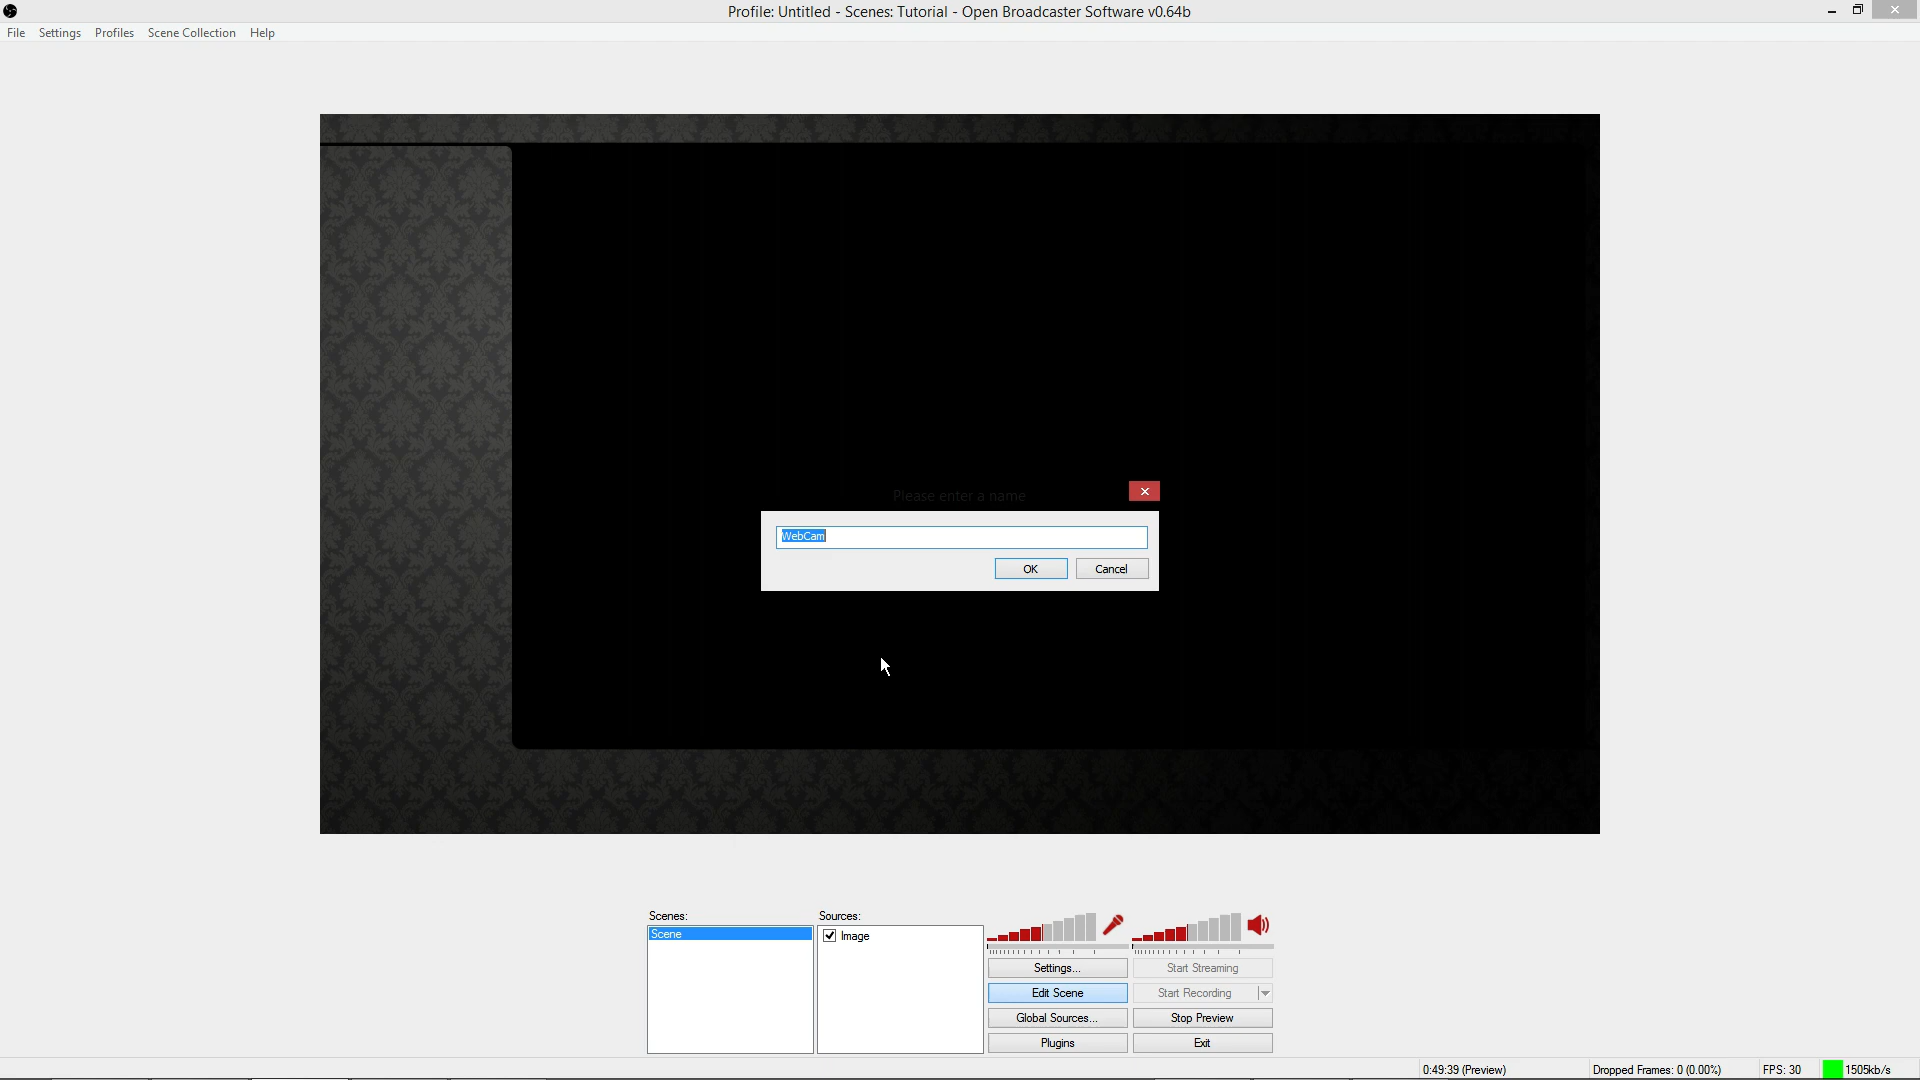 Profile: Untitled - Scenes: Tutorial - Open Broadcaster Software v0.64b
File Settings Profiles Scene Collection Help
Please enter a name
WebCam
OK Cancel
Scenes: Sources:
Scene Image
Settings... Start Streaming
Edit Scene Start Recording
Global Sources... Stop Preview
Plugins Exit
0:49:39 (Preview) Dropped Frames: 0 (0.00%) FPS: 30 1505kb/s